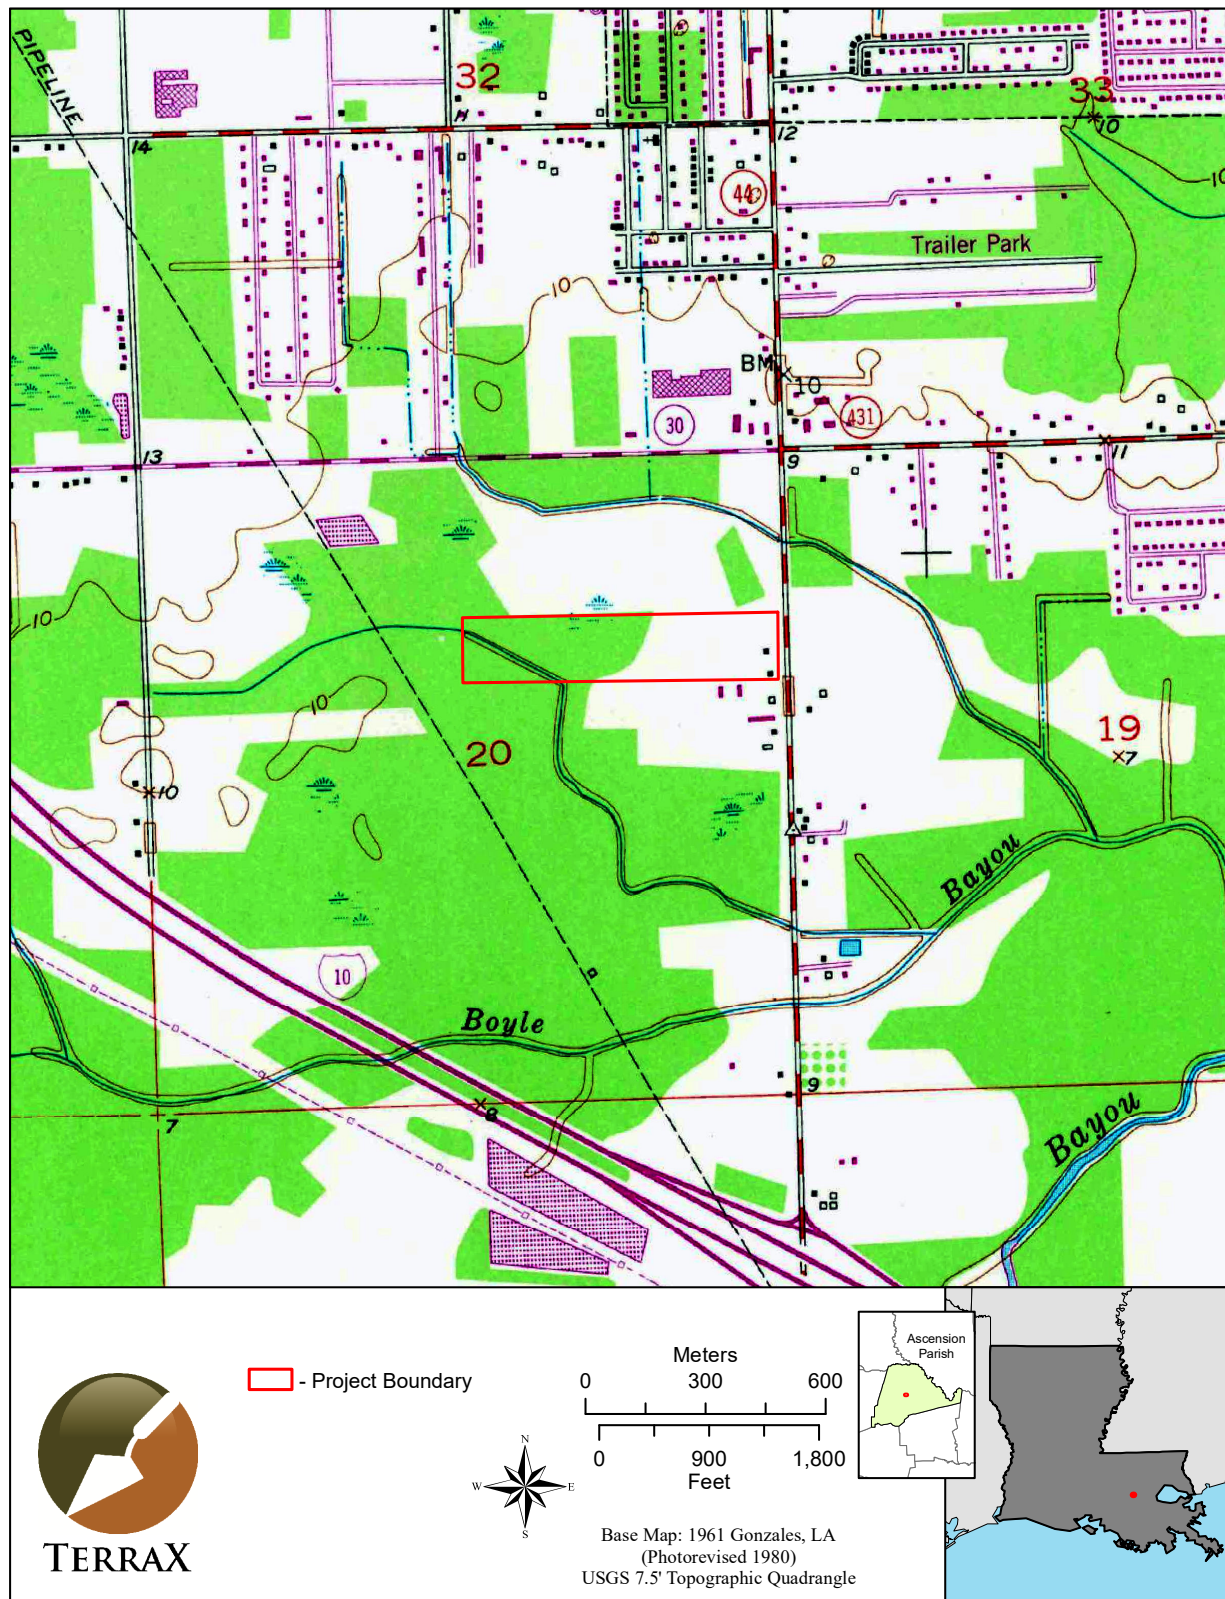 PIPELINE
32
33
14
11
12
10
10
44
Trailer Park
10
BM
10
30
431
13
9
11
10
10
20
19
7
10
Bayou
10
Boyle
7
8
9
Bayou
- Project Boundary
Meters
0 300 600
0 900 1,800
Feet
N
W E
S
Base Map: 1961 Gonzales, LA
(Photorevised 1980)
USGS 7.5' Topographic Quadrangle
Ascension
Parish
TERRAX